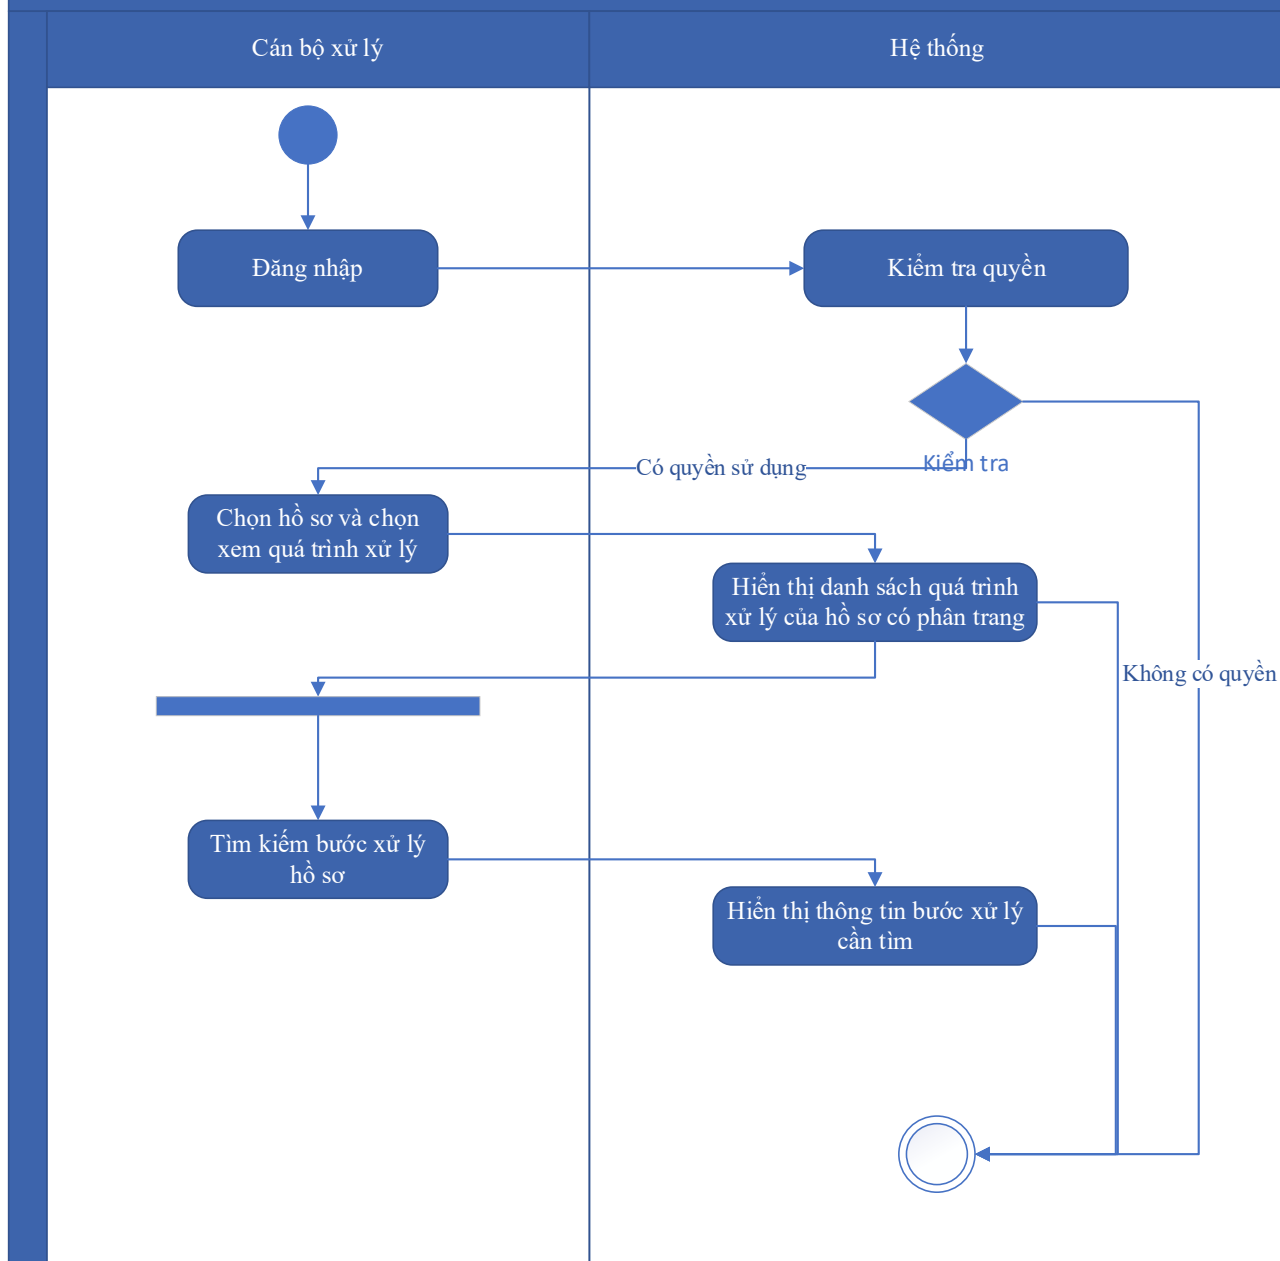 Cán bộ xử lý
Hệ thống
Đăng nhập
Kiểm tra quyền
Kiểm tra
Có quyền sử dụng
Chọn hồ sơ và chọn
xem quá trình xử lý
Hiển thị danh sách quá trình
xử lý của hồ sơ có phân trang
Không có quyền
Tìm kiếm bước xử lý
hồ sơ
Hiển thị thông tin bước xử lý
cần tìm